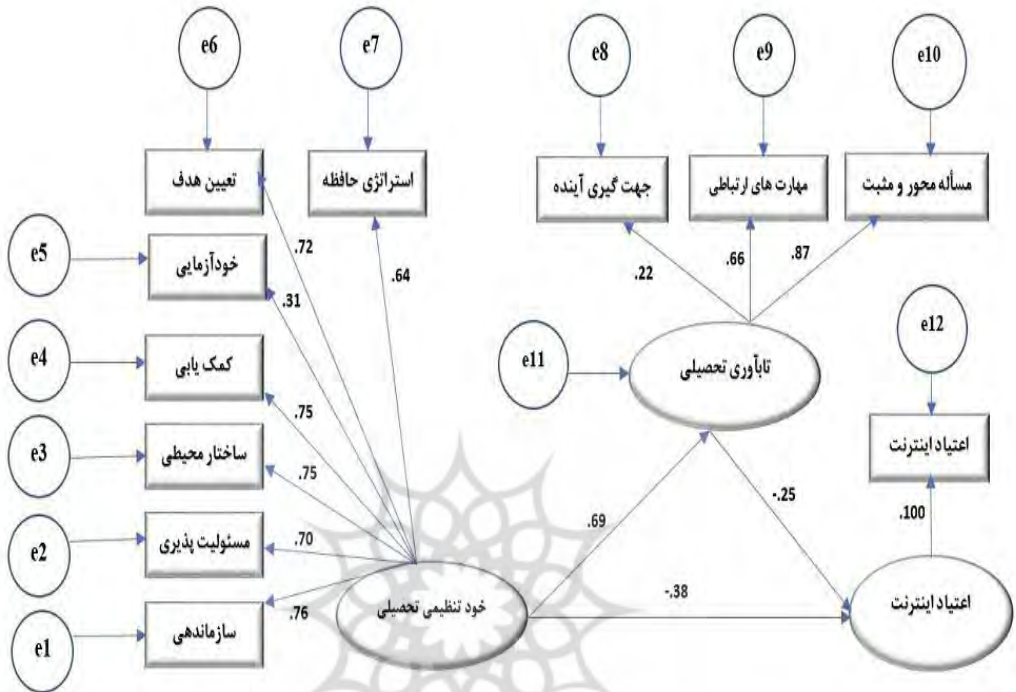 e6
e7
e8
e9
e10
تعیین هدف
استراتژی حافظه
جهت گیری آینده
مهارت های ارتباطی
مسأله محور و مثبت
e5
خودآزمایی
.72
.31
.64
.22
.66
.87
e4
کمک یابی
e11
تابآوری تحصیلی
e12
e3
ساختار محیطی
.75
.75
اعتیاد اینترنت
e2
مسئولیت پذیری
.70
.69
-.25
.100
e1
سازماندهی
.76
خود تنظیمی تحصیلی
-.38
اعتیاد اینترنت